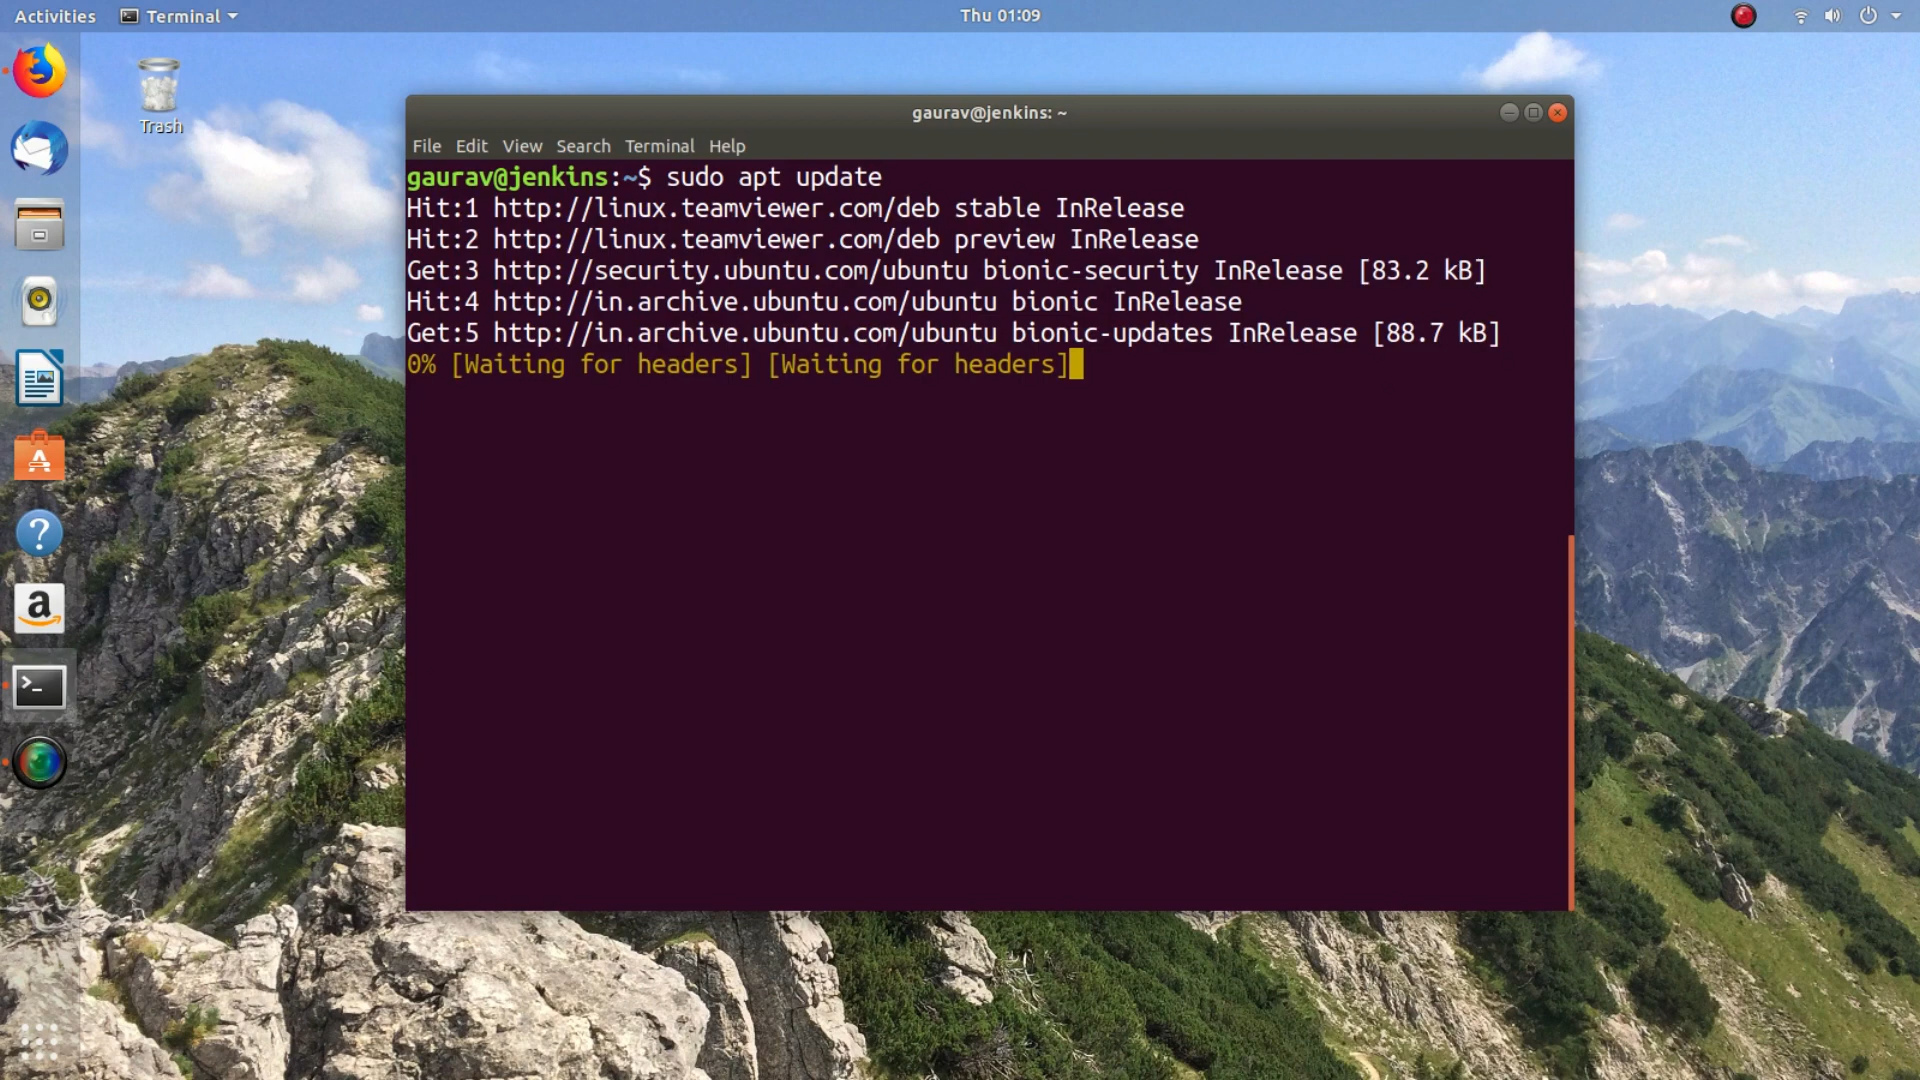 Activities Terminal Thu 01:09
Trash
gaurav@jenkins: ~
File Edit View Search Terminal Help
gaurav@jenkins:~$ sudo apt update
Hit:1 http://linux.teamviewer.com/deb stable InRelease
Hit:2 http://linux.teamviewer.com/deb preview InRelease
Get:3 http://security.ubuntu.com/ubuntu bionic-security InRelease [83.2 kB]
Hit:4 http://in.archive.ubuntu.com/ubuntu bionic InRelease
Get:5 http://in.archive.ubuntu.com/ubuntu bionic-updates InRelease [88.7 kB]
0% [Waiting for headers] [Waiting for headers]
A
?
a
>_